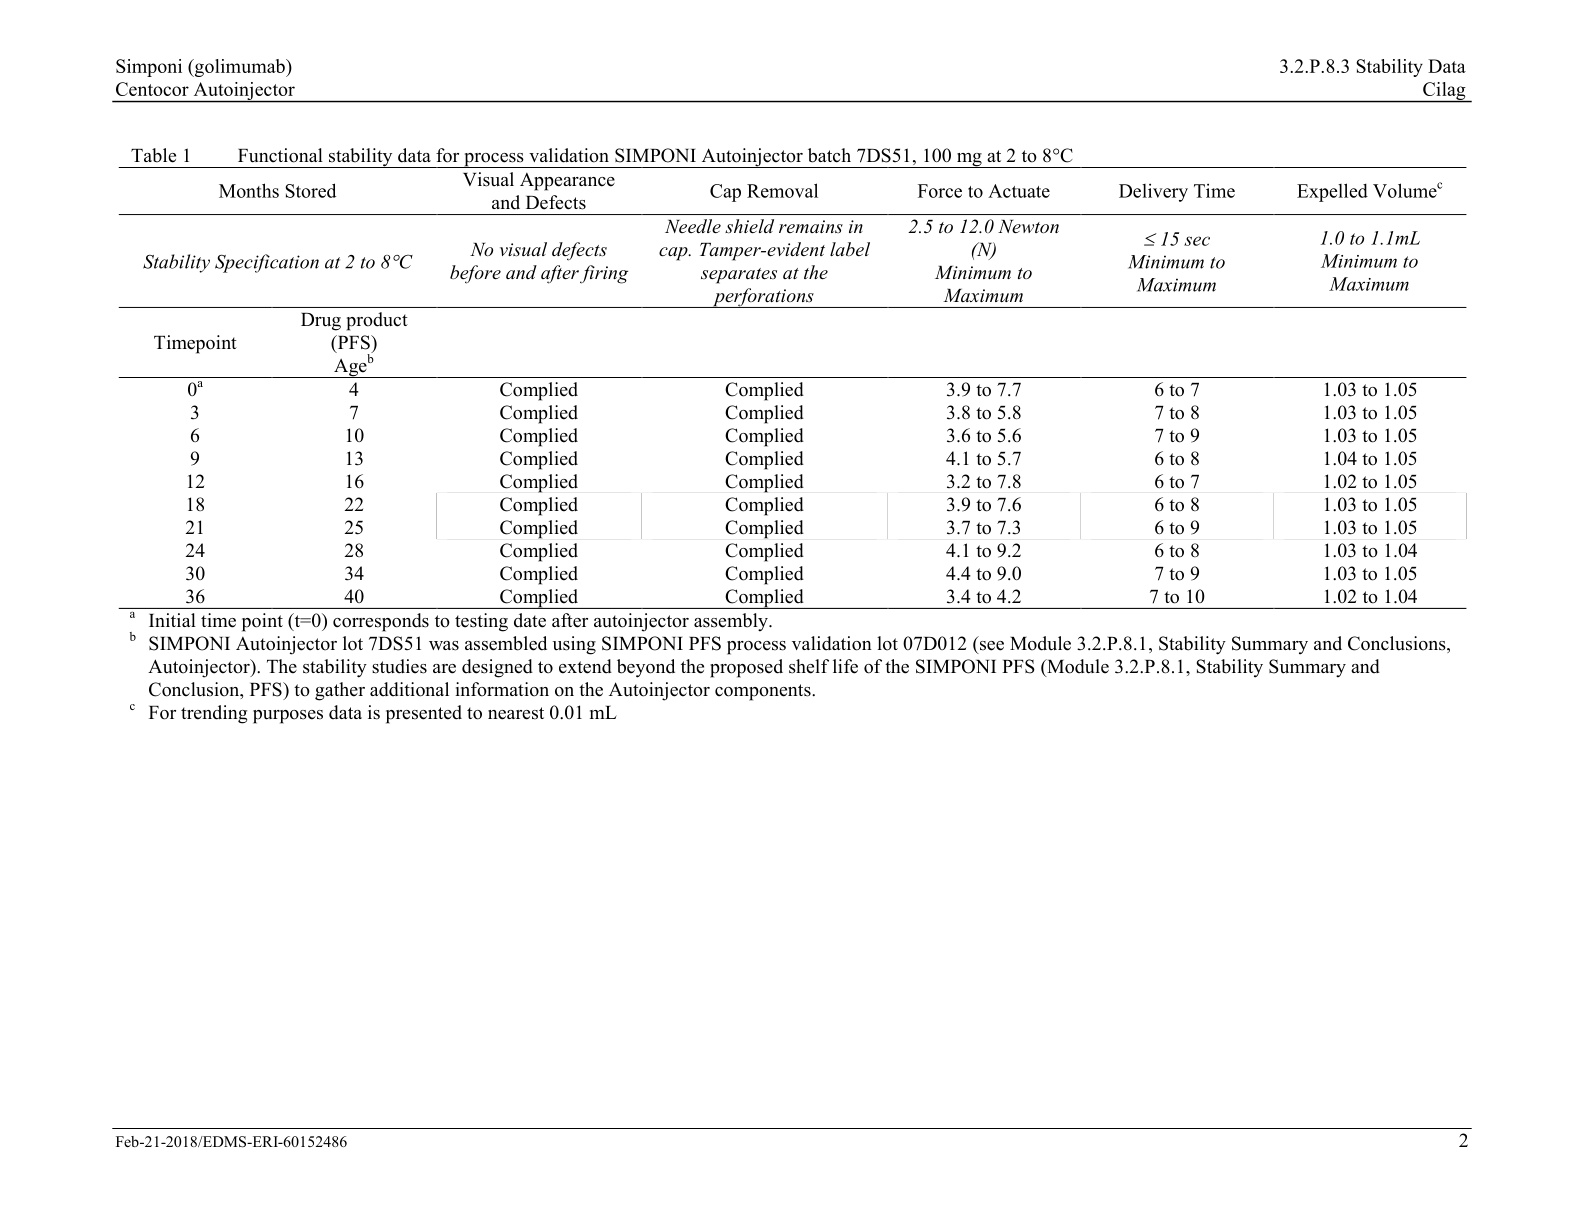 Simponi (golimumab) 3.2.P.8.3 Stability Data
Centocor Autoinjector Cilag
Table 1 Functional stability data for process validation SIMPONI Autoinjector batch 7DS51, 100 mg at 2 to 8°C
Months Stored Visual Appearance and Defects Cap Removal Force to Actuate Delivery Time Expelled Volumeᶜ
Stability Specification at 2 to 8°C No visual defects before and after firing Needle shield remains in cap. Tamper-evident label separates at the perforations 2.5 to 12.0 Newton (N) Minimum to Maximum ≤ 15 sec Minimum to Maximum 1.0 to 1.1mL Minimum to Maximum
Timepoint Drug product (PFS) Ageᵇ
0ᵃ 4 Complied Complied 3.9 to 7.7 6 to 7 1.03 to 1.05
3 7 Complied Complied 3.8 to 5.8 7 to 8 1.03 to 1.05
6 10 Complied Complied 3.6 to 5.6 7 to 9 1.03 to 1.05
9 13 Complied Complied 4.1 to 5.7 6 to 8 1.04 to 1.05
12 16 Complied Complied 3.2 to 7.8 6 to 7 1.02 to 1.05
18 22 Complied Complied 3.9 to 7.6 6 to 8 1.03 to 1.05
21 25 Complied Complied 3.7 to 7.3 6 to 9 1.03 to 1.05
24 28 Complied Complied 4.1 to 9.2 6 to 8 1.03 to 1.04
30 34 Complied Complied 4.4 to 9.0 7 to 9 1.03 to 1.05
36 40 Complied Complied 3.4 to 4.2 7 to 10 1.02 to 1.04
ᵃ Initial time point (t=0) corresponds to testing date after autoinjector assembly.
ᵇ SIMPONI Autoinjector lot 7DS51 was assembled using SIMPONI PFS process validation lot 07D012 (see Module 3.2.P.8.1, Stability Summary and Conclusions,
Autoinjector). The stability studies are designed to extend beyond the proposed shelf life of the SIMPONI PFS (Module 3.2.P.8.1, Stability Summary and
Conclusion, PFS) to gather additional information on the Autoinjector components.
ᶜ For trending purposes data is presented to nearest 0.01 mL
Feb-21-2018/EDMS-ERI-60152486 2